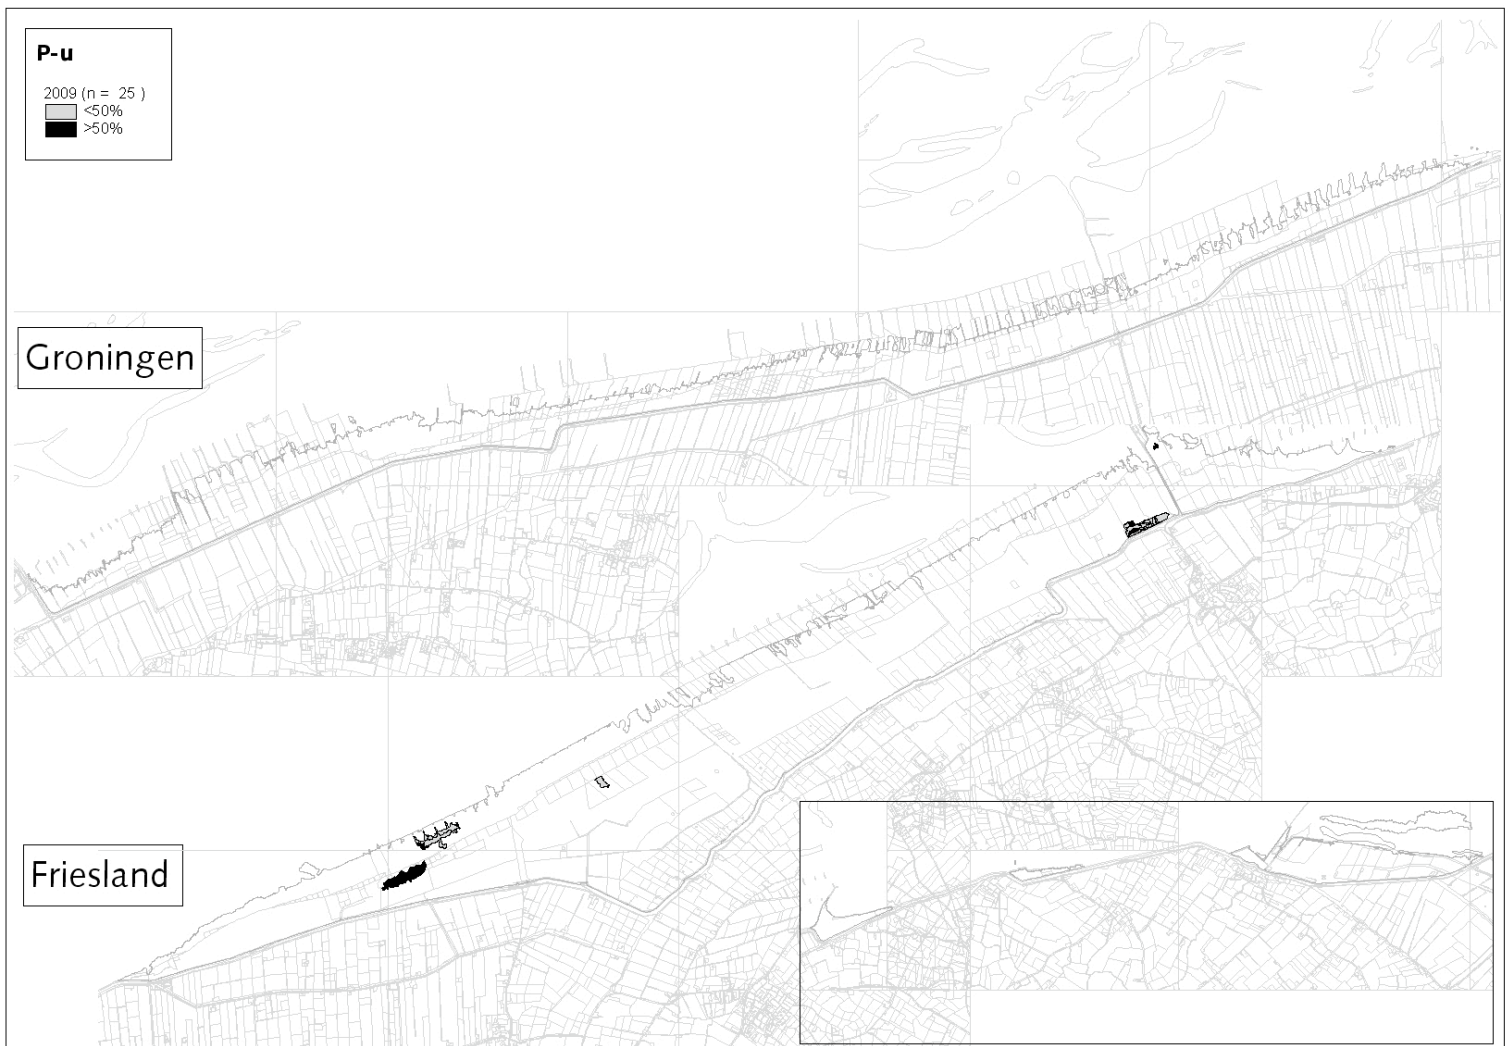 P-u
2009 (n = 25 )
<50%
>50%
Groningen
Friesland